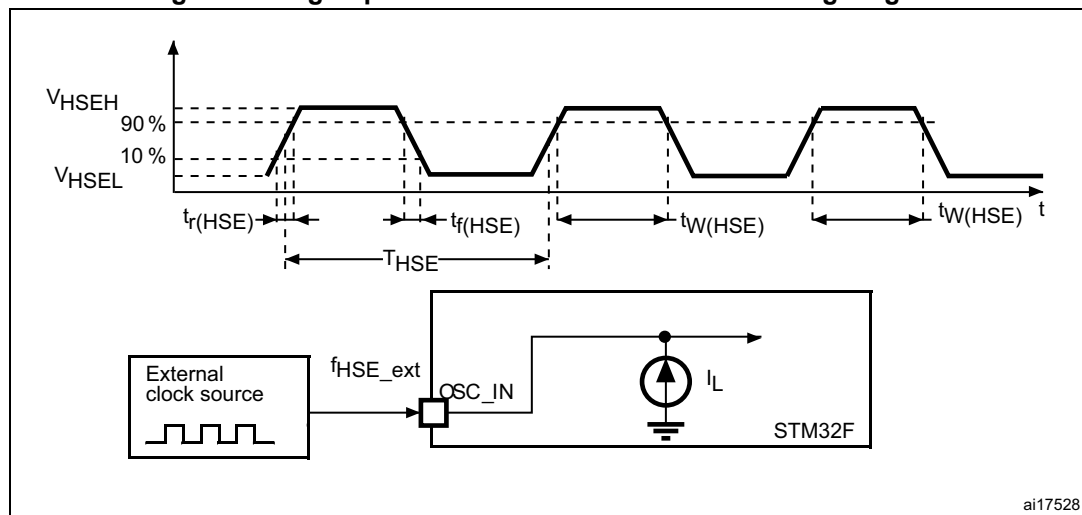 V_HSEH
90 %
10 %
V_HSEL
t_r(HSE)
t_f(HSE)
t_W(HSE)
t_W(HSE)
t
T_HSE
External
clock source
f_HSE_ext
OSC_IN
I_L
STM32F
ai17528